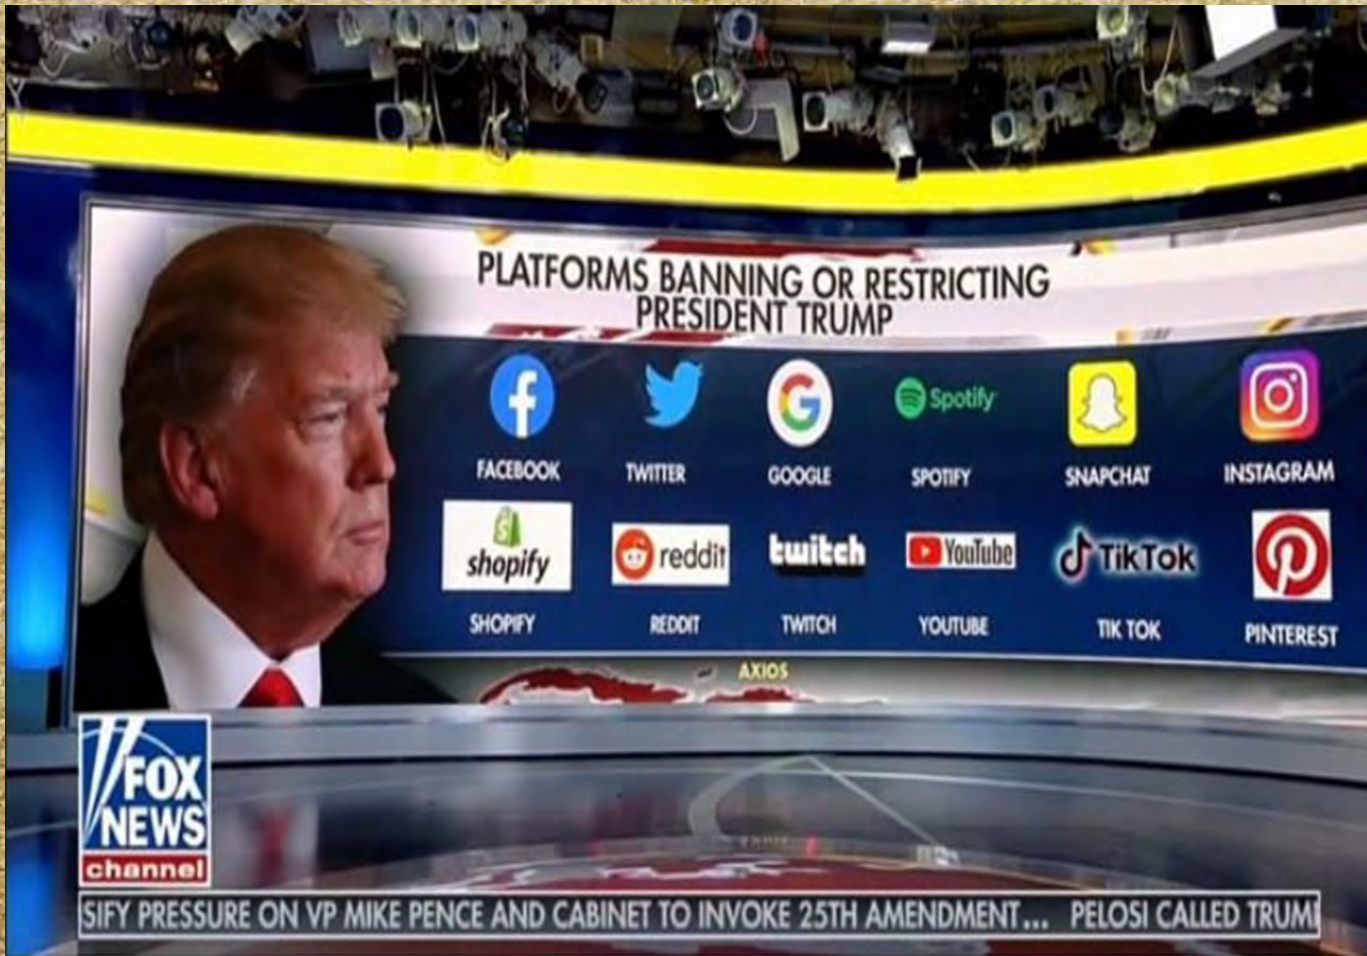 PLATFORMS BANNING OR RESTRICTING
PRESIDENT TRUMP
Spotify
FACEBOOK TWITTER GOOGLE SPOTIFY SNAPCHAT INSTAGRAM
shopify reddit twitch YouTube TikTok
SHOPIFY REDDIT TWITCH YOUTUBE TIK TOK PINTEREST
AXIOS
FOX
NEWS
channel
SIFY PRESSURE ON VP MIKE PENCE AND CABINET TO INVOKE 25TH AMENDMENT... PELOSI CALLED TRUM